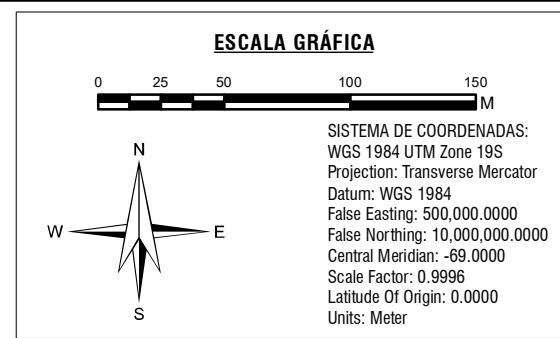 ESCALA GRÁFICA
0 25 50 100 150
M
SISTEMA DE COORDENADAS:
WGS 1984 UTM Zone 19S
Projection: Transverse Mercator
Datum: WGS 1984
False Easting: 500,000.0000
False Northing: 10,000,000.0000
Central Meridian: -69.0000
Scale Factor: 0.9996
Latitude Of Origin: 0.0000
Units: Meter
N
W E
S